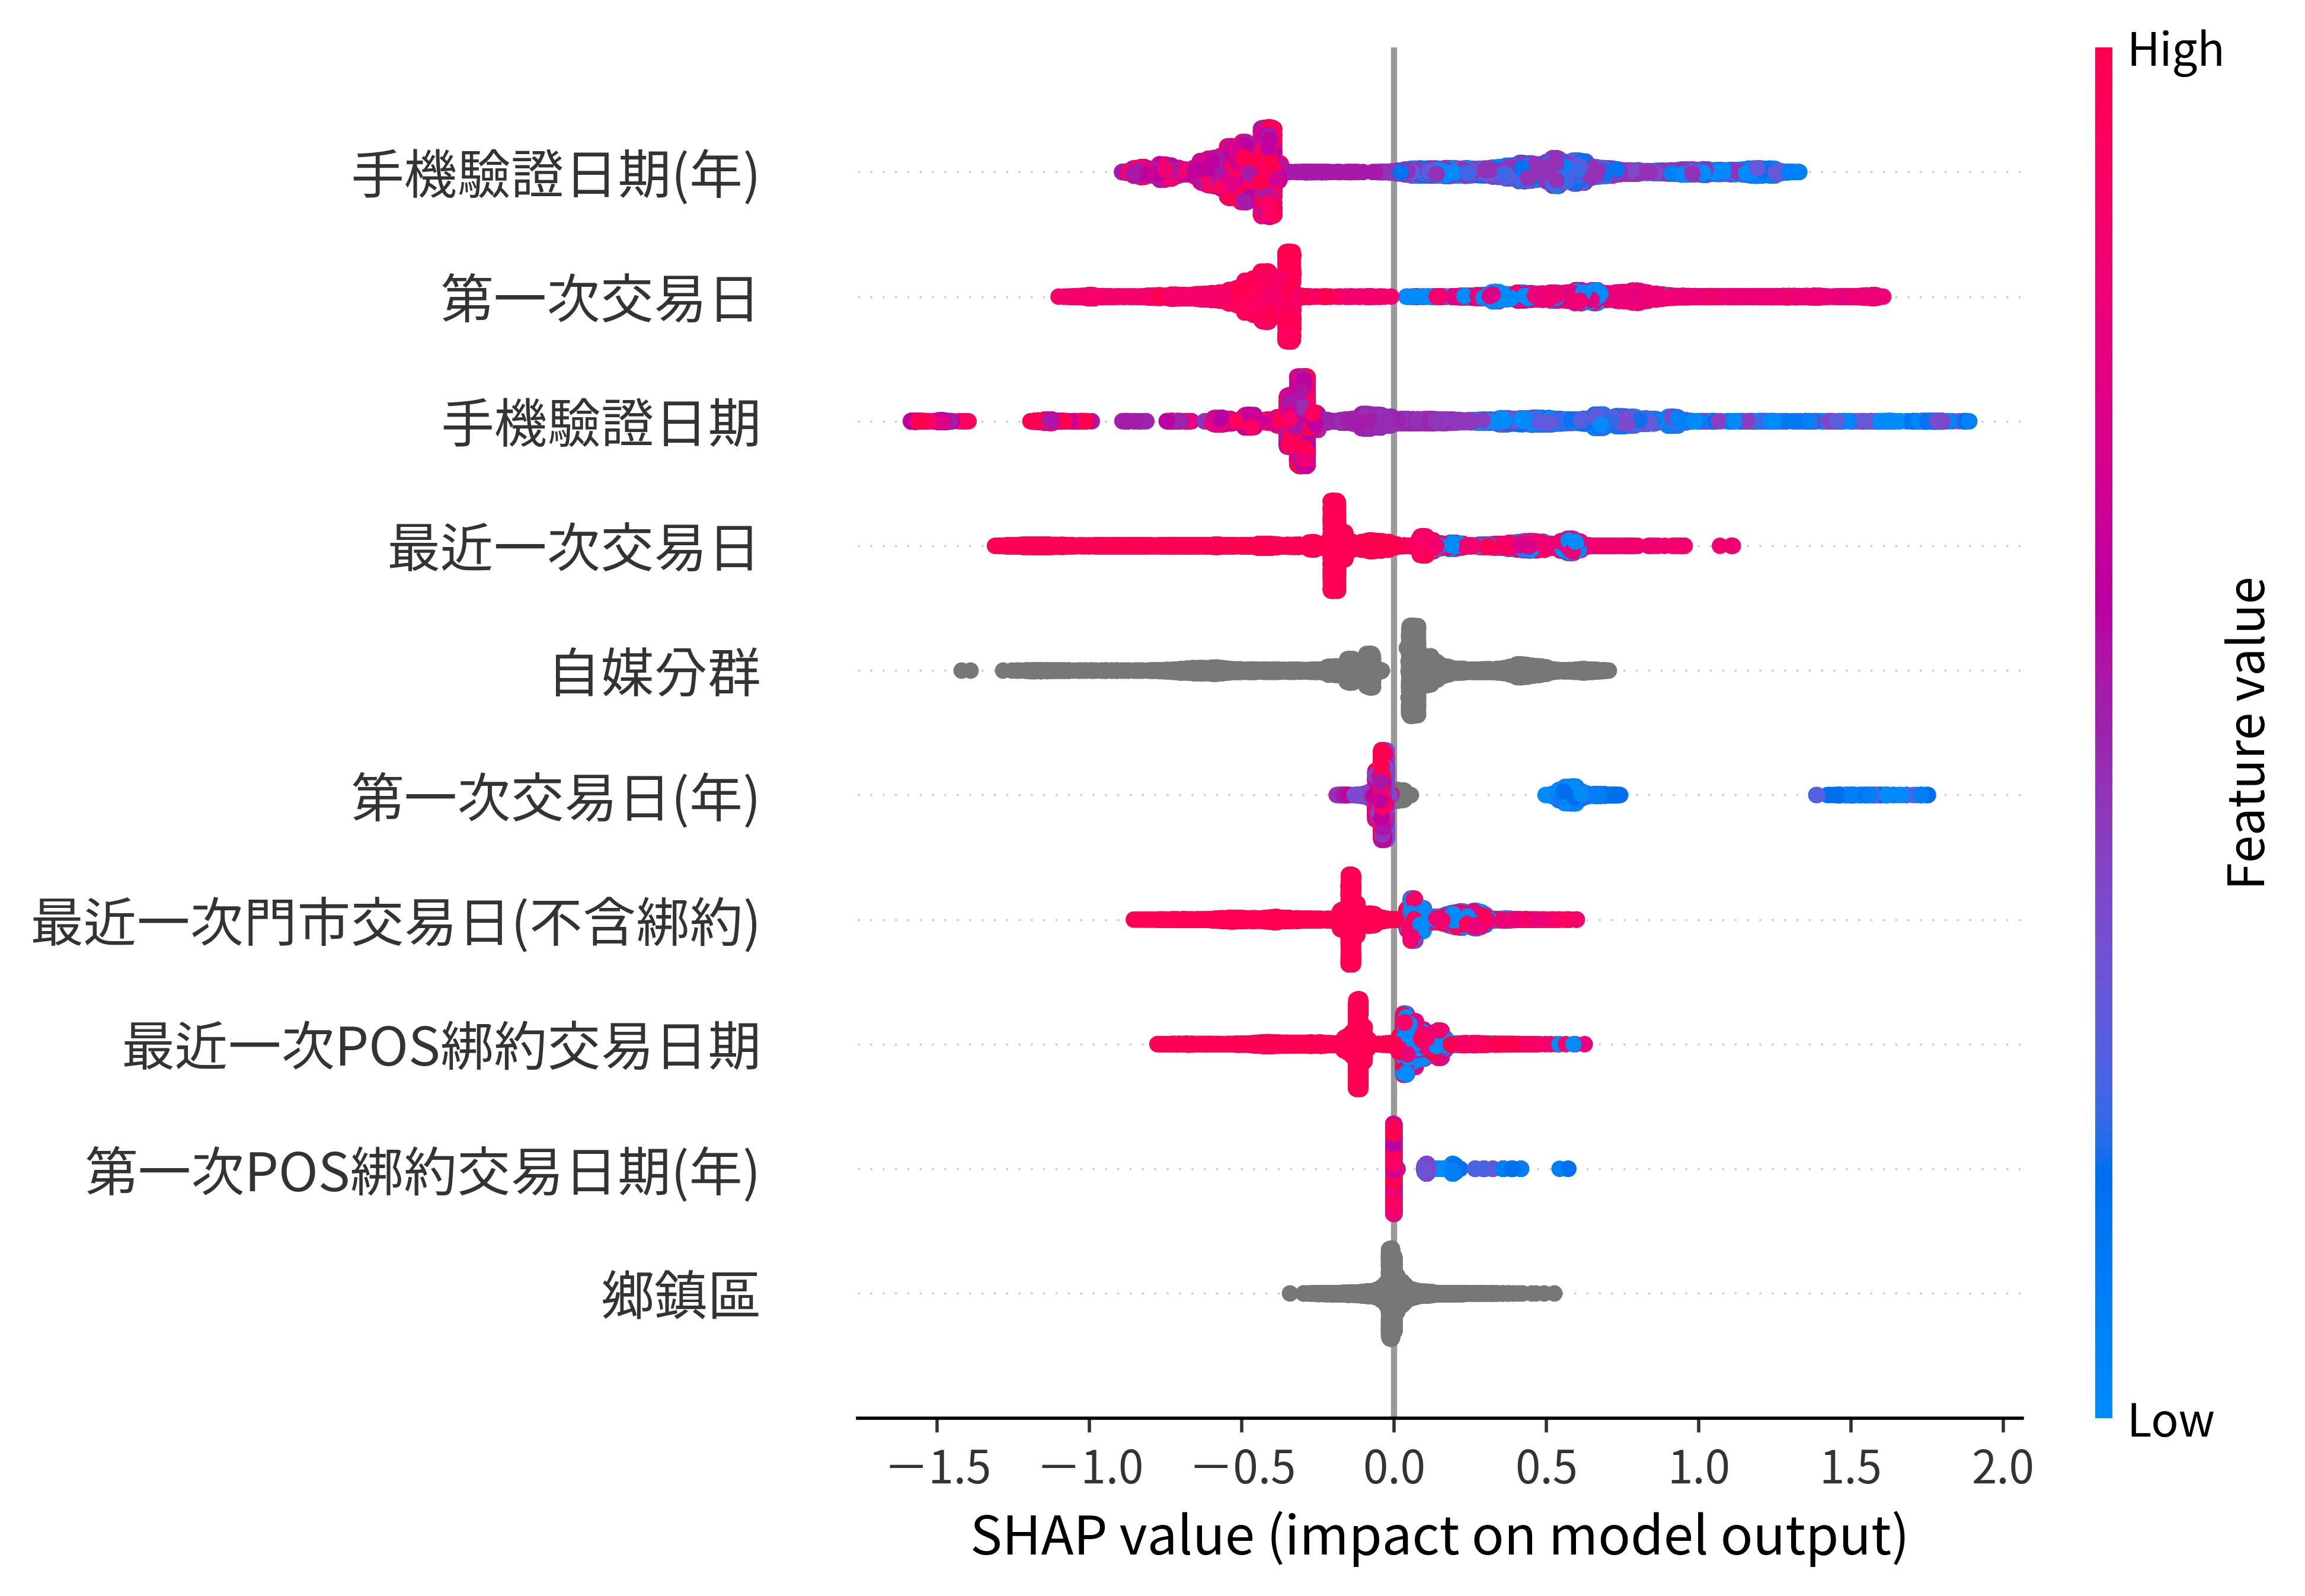 High
手機驗證日期(年)
第一次交易日
手機驗證日期
最近一次交易日
自媒分群
第一次交易日(年)
最近一次門市交易日(不含綁約)
最近一次POS綁約交易日期
第一次POS綁約交易日期(年)
鄉鎮區
Feature value
Low
−1.5 −1.0 −0.5 0.0 0.5 1.0 1.5 2.0
SHAP value (impact on model output)